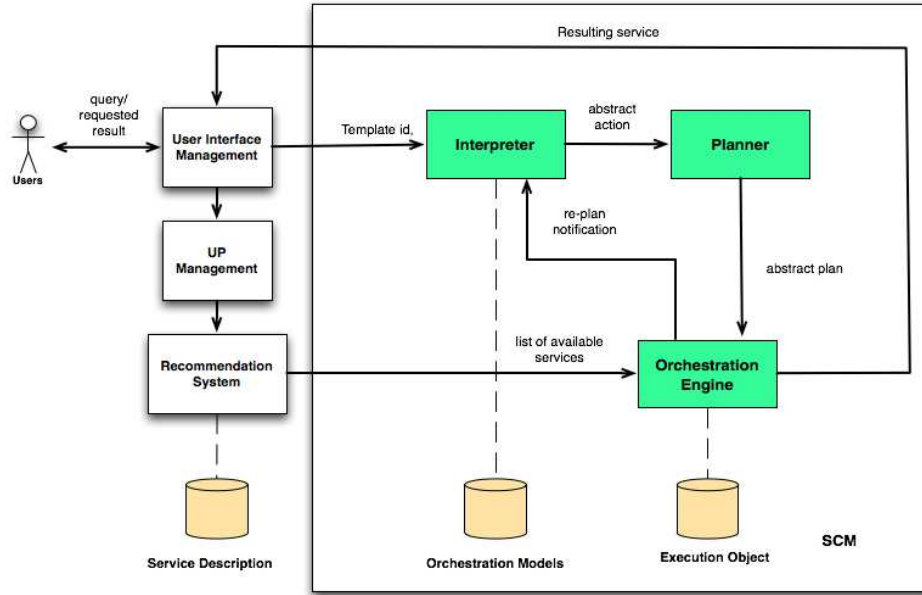 Resulting service
query/
requested
result
Users
User Interface
Management
Template id,
Interpreter
abstract
action
Planner
UP
Management
re-plan
notification
abstract plan
Recommendation
System
list of available
services
Orchestration
Engine
Service Description
Orchestration Models
Execution Object
SCM